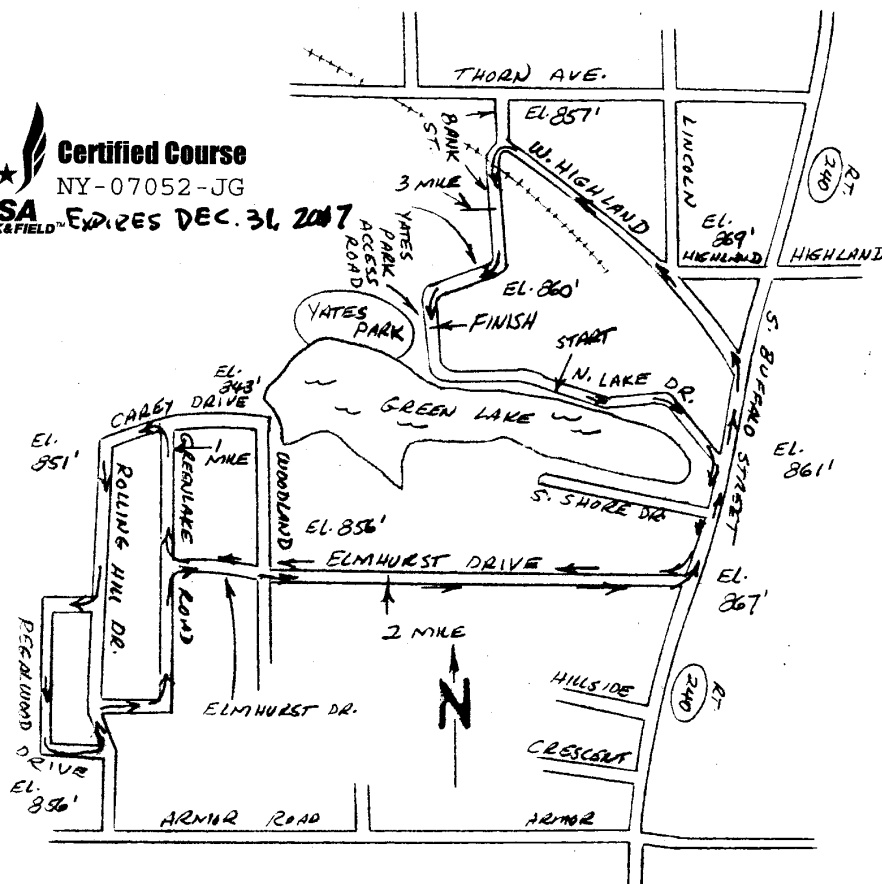 THORN AVE.
EL. 857'
BANK
ST.
W. HIGHLAND
LINCOLN
RT
240
Certified Course
NY-07052-JG
SA
K & FIELD™
EXPIRES DEC. 31, 2017
3 MILE
YATES
PARK
ACCESS
ROAD
EL. 869'
HIGHLAND
HIGHLAND
EL. 860'
YATES
PARK
FINISH
START
N. LAKE DR.
S. BUFFALO STREET
GREEN LAKE
EL. 843'
CAREY DRIVE
EL. 851'
1
MILE
GREENLAKE ROAD
ROLLING HILL DR.
WOODLAND
S. SHORE DR.
EL. 861'
EL. 856'
ELMHURST DRIVE
EL. 867'
2 MILE
REGALWOOD DRIVE
N
ELMHURST DR.
HILLSIDE
RT
240
CRESCENT
EL. 856'
ARMOR ROAD
ARMOR